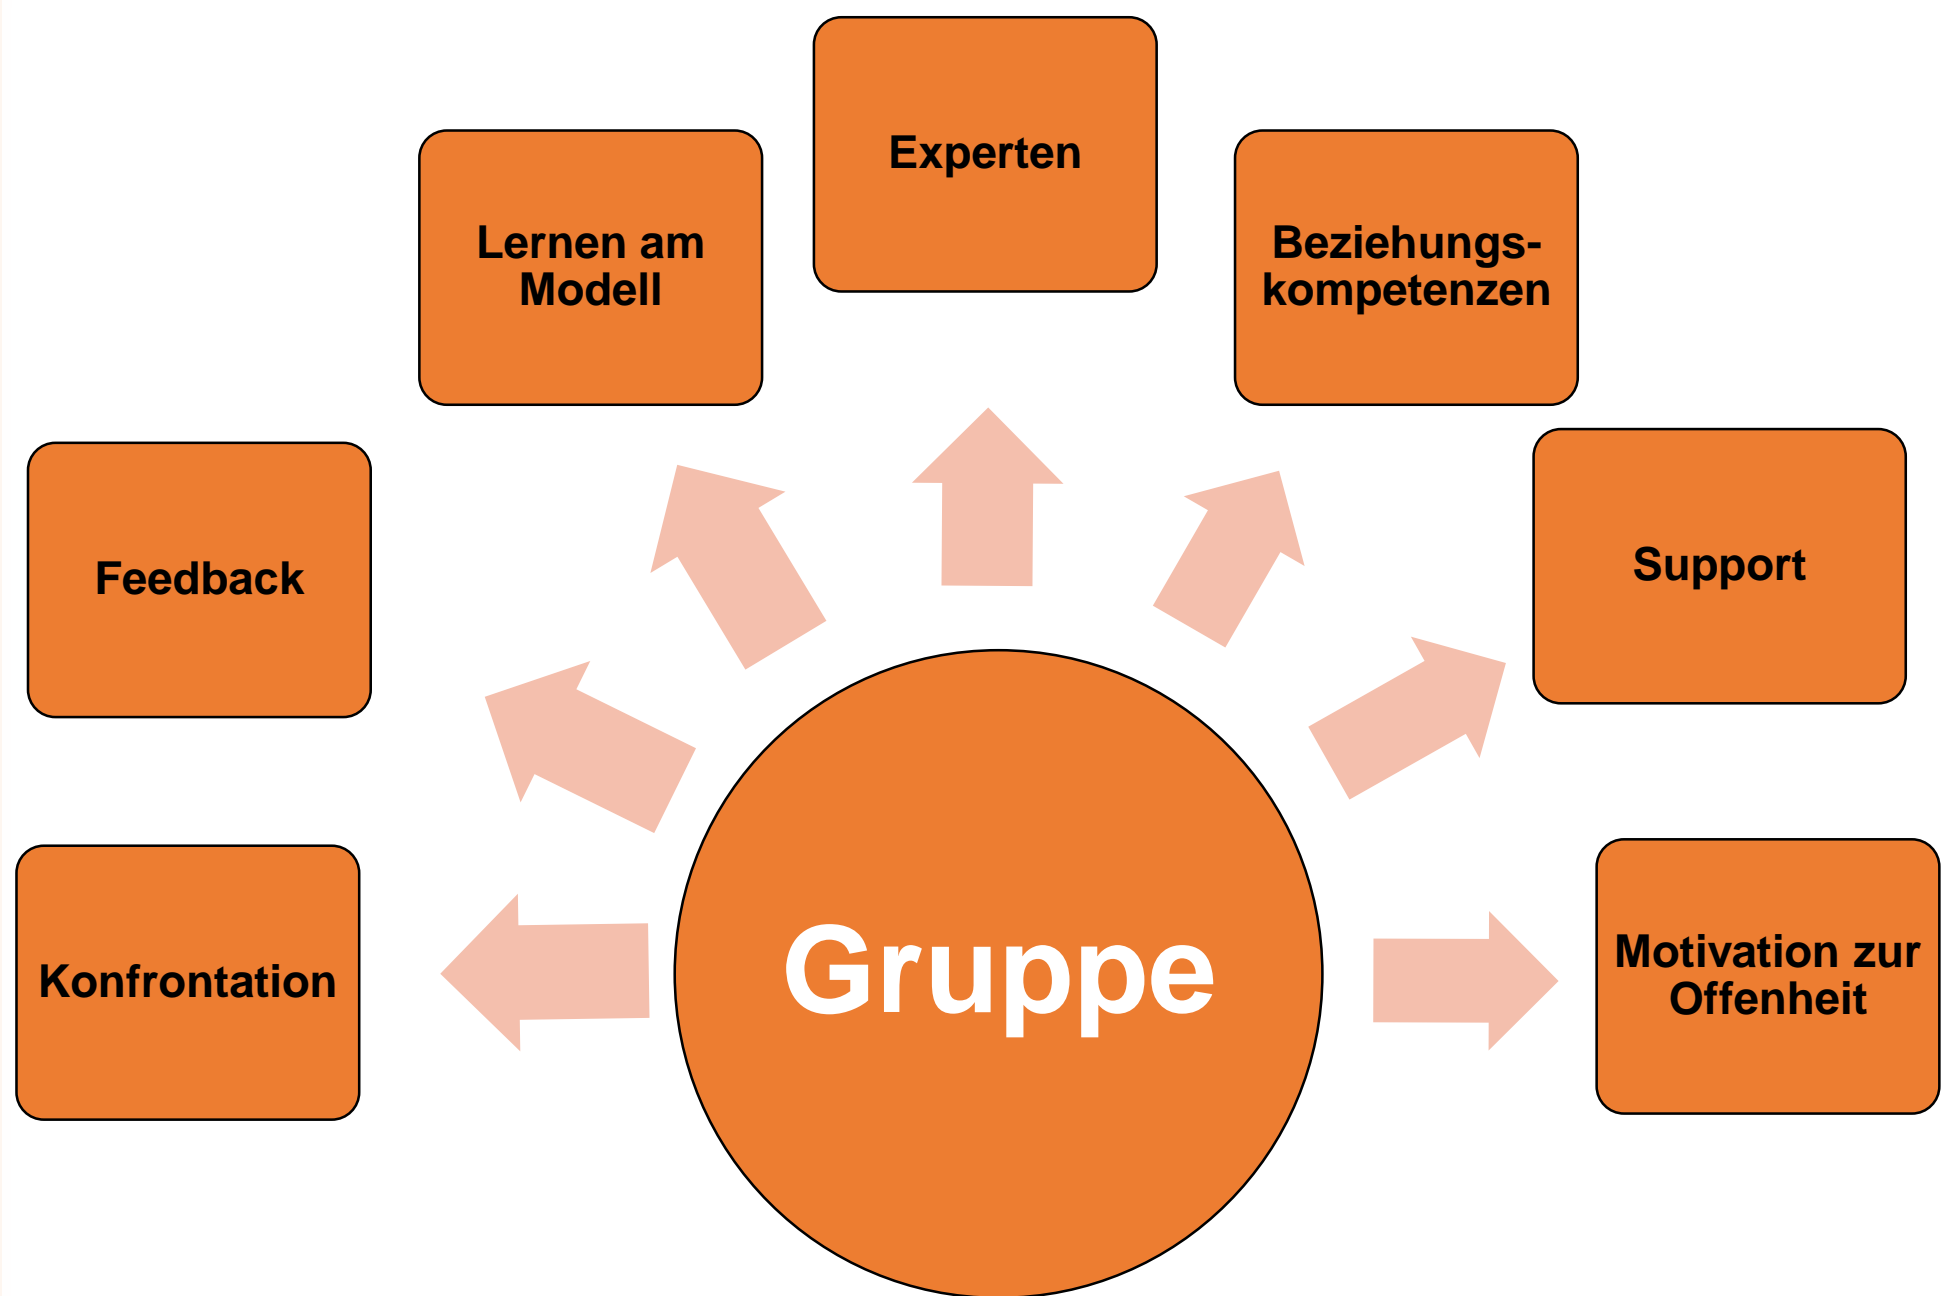 Experten
Lernen am
Modell
Beziehungs-
kompetenzen
Feedback
Support
Konfrontation
Gruppe
Motivation zur
Offenheit